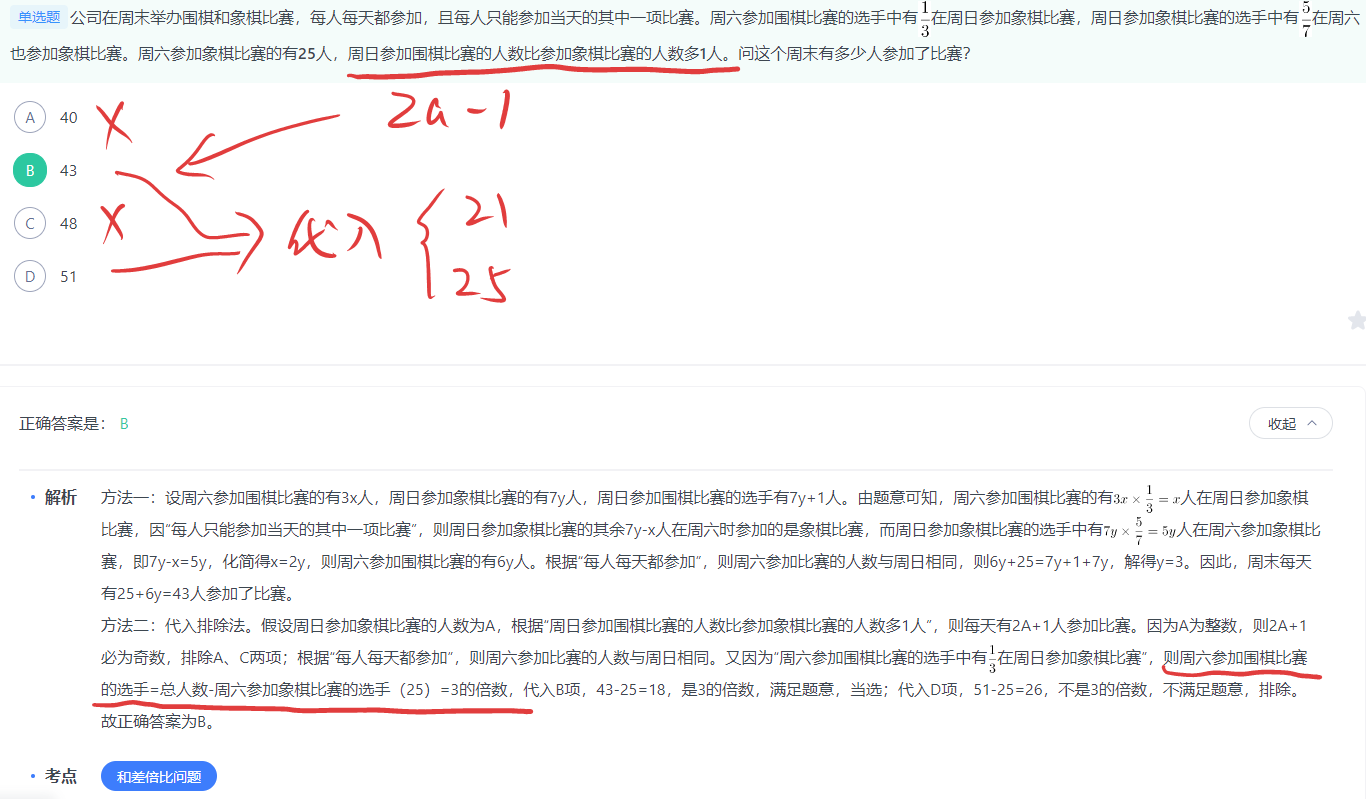 单选题 公司在周末举办围棋和象棋比赛，每人每天都参加，且每人只能参加当天的其中一项比赛。周六参加围棋比赛的选手中有1/3在周日参加象棋比赛，周日参加象棋比赛的选手中有5/7在周六
也参加象棋比赛。周六参加象棋比赛的有25人，周日参加围棋比赛的人数比参加象棋比赛的人数多1人。问这个周末有多少人参加了比赛？
A 40 X
2a-1
B 43
C 48 X
代入 { 21
25
D 51
正确答案是： B
收起
• 解析 方法一：设周六参加围棋比赛的有3x人，周日参加象棋比赛的有7y人，周日参加围棋比赛的选手有7y+1人。由题意可知，周六参加围棋比赛的有3x × 1/3 = x人在周日参加象棋
比赛，因“每人只能参加当天的其中一项比赛”，则周日参加象棋比赛的其余7y-x人在周六时参加的是象棋比赛，而周日参加象棋比赛的选手中有7y × 5/7 = 5y人在周六参加象棋比
赛，即7y-x=5y，化简得x=2y，则周六参加围棋比赛的有6y人。根据“每人每天都参加”，则周六参加比赛的人数与周日相同，则6y+25=7y+1+7y，解得y=3。因此，周末每天
有25+6y=43人参加了比赛。
方法二：代入排除法。假设周日参加象棋比赛的人数为A，根据“周日参加围棋比赛的人数比参加象棋比赛的人数多1人”，则每天有2A+1人参加比赛。因为A为整数，则2A+1
必为奇数，排除A、C两项；根据“每人每天都参加”，则周六参加比赛的人数与周日相同。又因为“周六参加围棋比赛的选手中有1/3在周日参加象棋比赛”，则周六参加围棋比赛
的选手=总人数-周六参加象棋比赛的选手（25）=3的倍数，代入B项，43-25=18，是3的倍数，满足题意，当选；代入D项，51-25=26，不是3的倍数，不满足题意，排除。
故正确答案为B。
• 考点 和差倍比问题